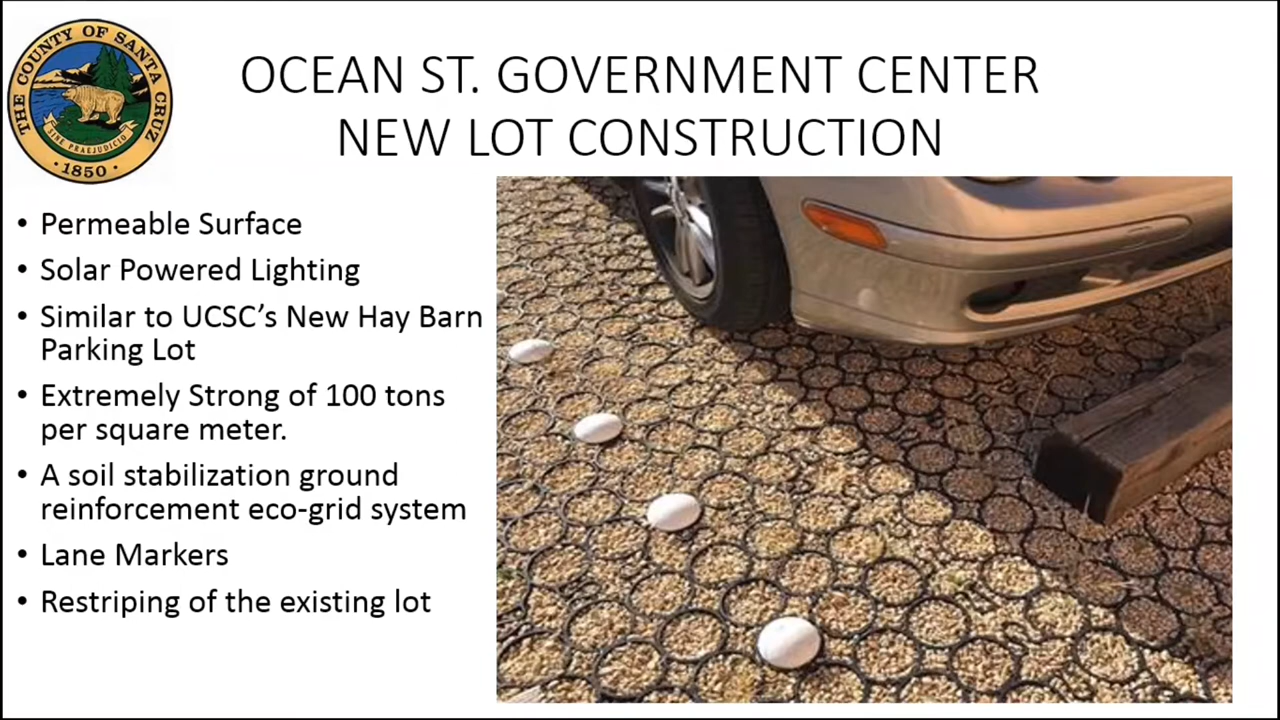 THE COUNTY OF SANTA CRUZ
SINE PRAEJUDICIO
• 1850 •
OCEAN ST. GOVERNMENT CENTER
NEW LOT CONSTRUCTION
• Permeable Surface
• Solar Powered Lighting
• Similar to UCSC’s New Hay Barn
Parking Lot
• Extremely Strong of 100 tons
per square meter.
• A soil stabilization ground
reinforcement eco-grid system
• Lane Markers
• Restriping of the existing lot